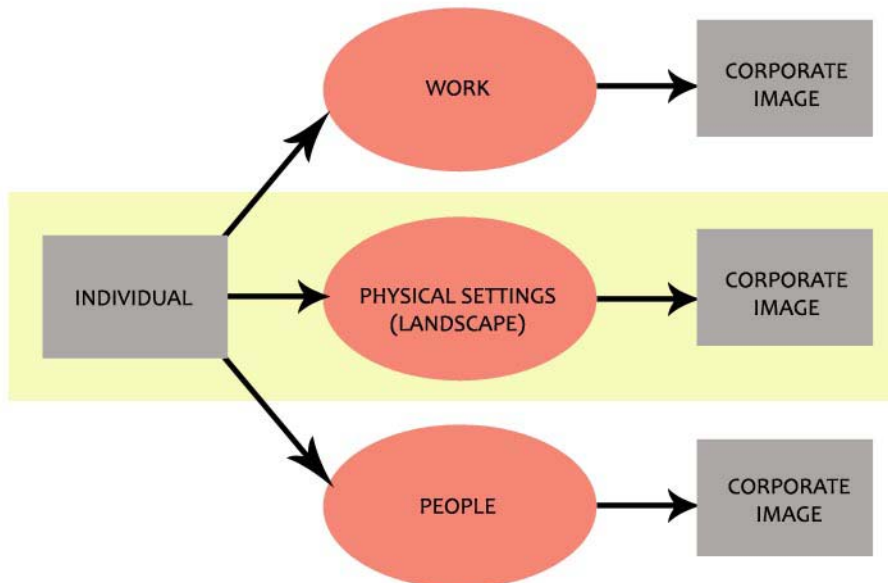 WORK
CORPORATE
IMAGE
INDIVIDUAL
PHYSICAL SETTINGS
(LANDSCAPE)
CORPORATE
IMAGE
PEOPLE
CORPORATE
IMAGE